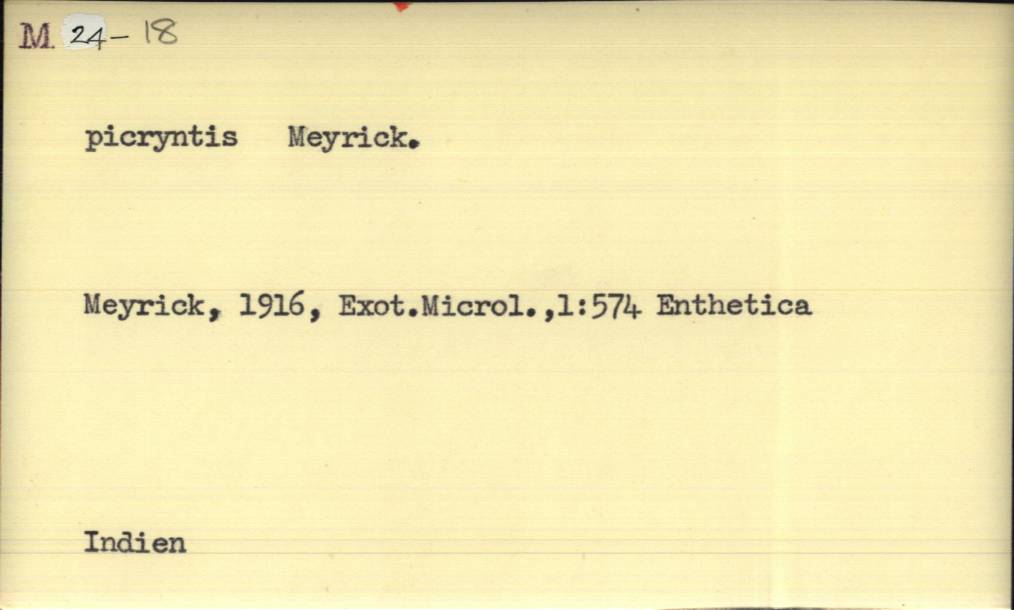 M 24-18
picryntis Meyrick.
Meyrick, 1916, Exot.Microl.,1:574 Enthetica
Indien